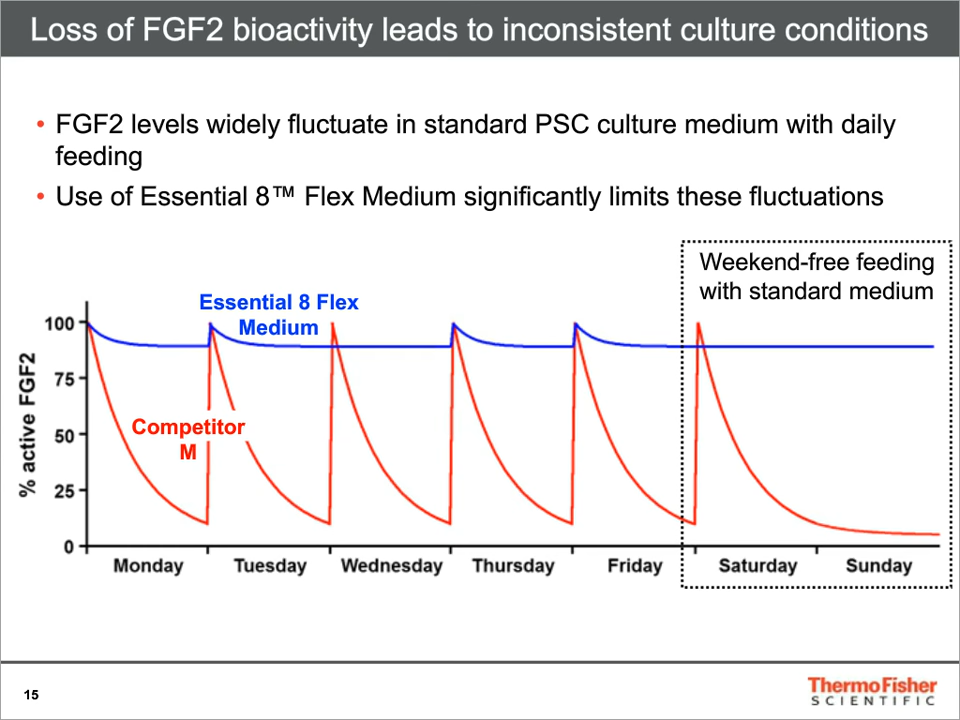 Loss of FGF2 bioactivity leads to inconsistent culture conditions
• FGF2 levels widely fluctuate in standard PSC culture medium with daily
feeding
• Use of Essential 8™ Flex Medium significantly limits these fluctuations
Weekend-free feeding
with standard medium
Essential 8 Flex
Medium
Competitor
M
% active FGF2
100
75
50
25
0
Monday Tuesday Wednesday Thursday Friday Saturday Sunday
15
ThermoFisher
SCIENTIFIC